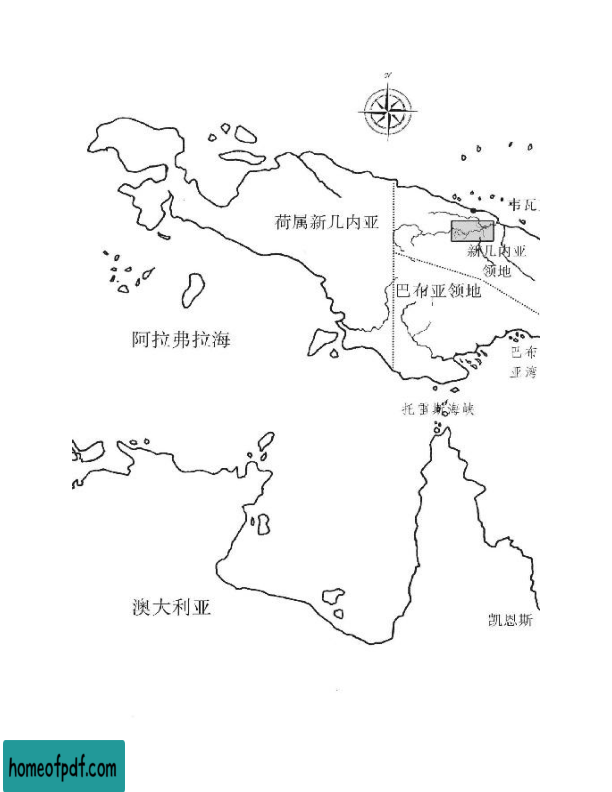 N
韦瓦
荷属新几内亚
新几内亚
领地
巴布亚领地
阿拉弗拉海
巴布
亚湾
托雷斯海峡
澳大利亚
凯恩斯
homeofpdf.com